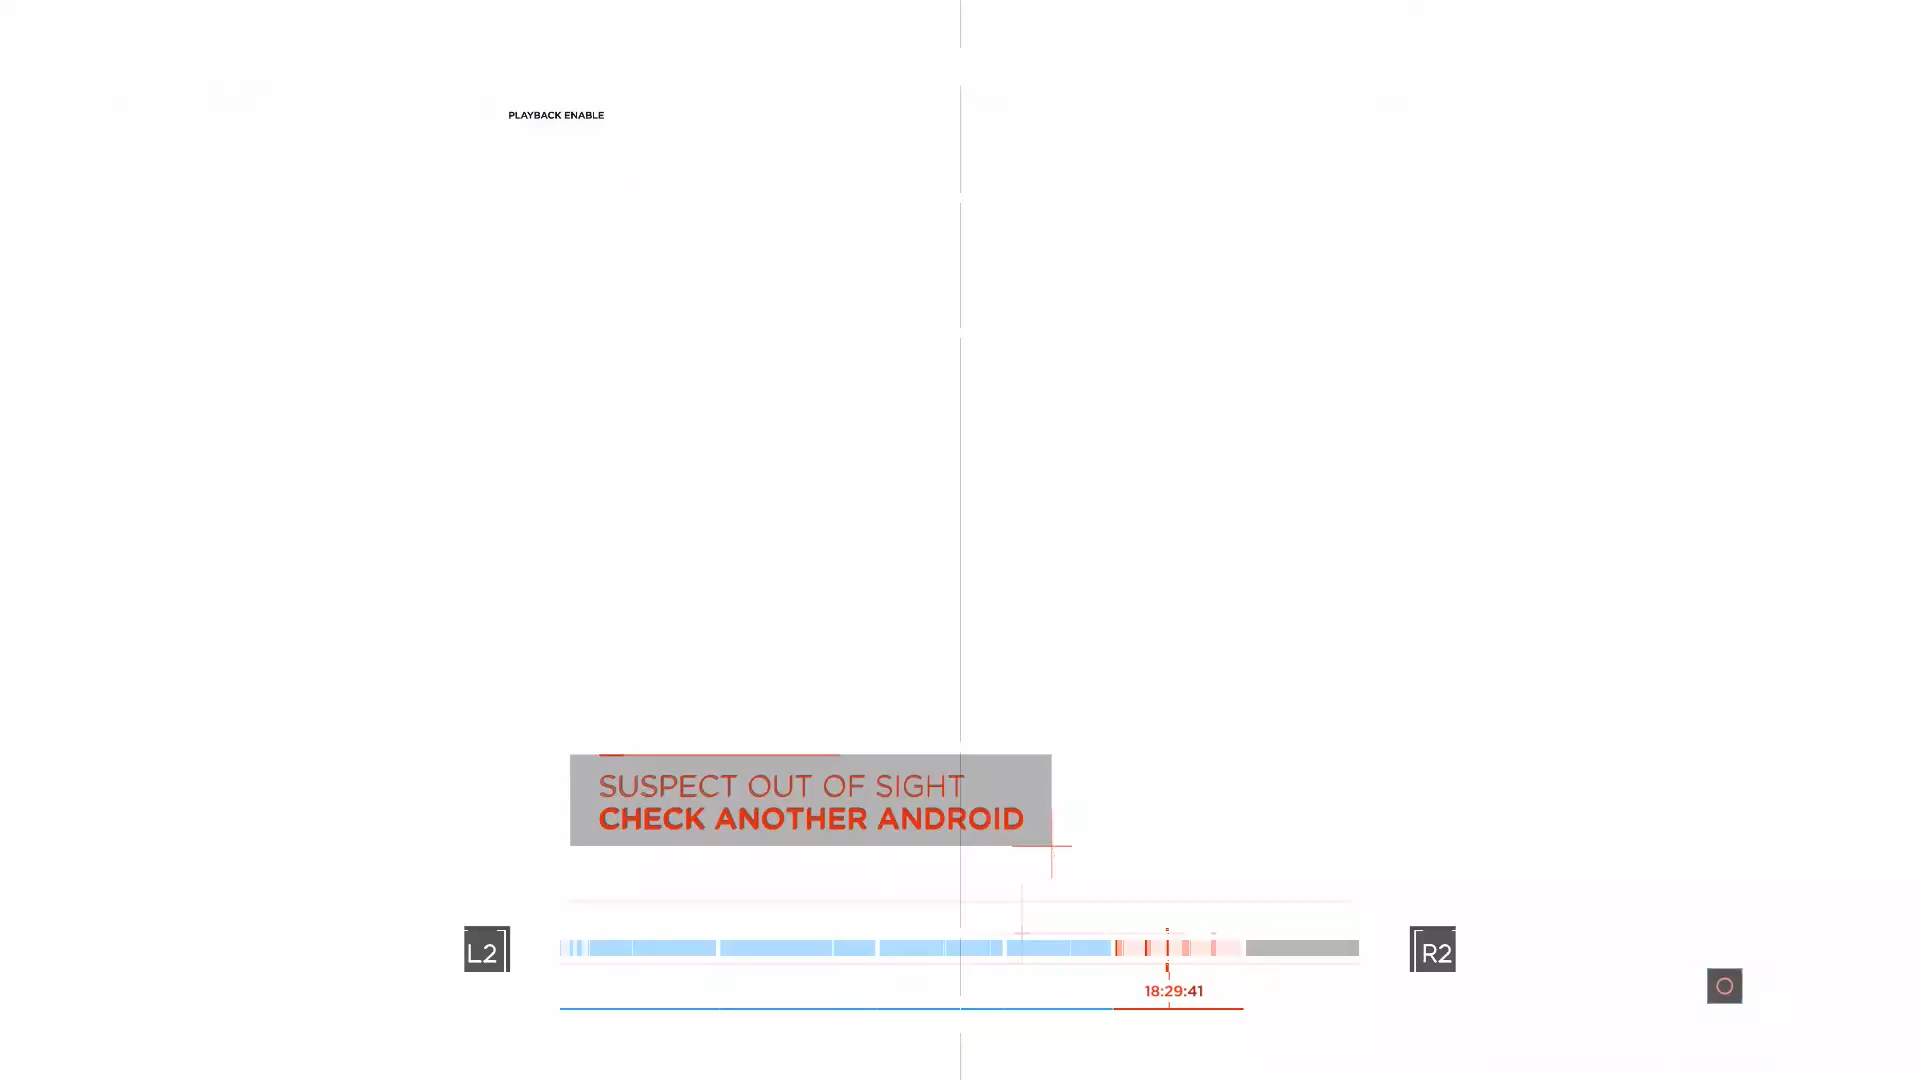 PLAYBACK ENABLE
SUSPECT OUT OF SIGHT
CHECK ANOTHER ANDROID
L2
R2
18:29:41